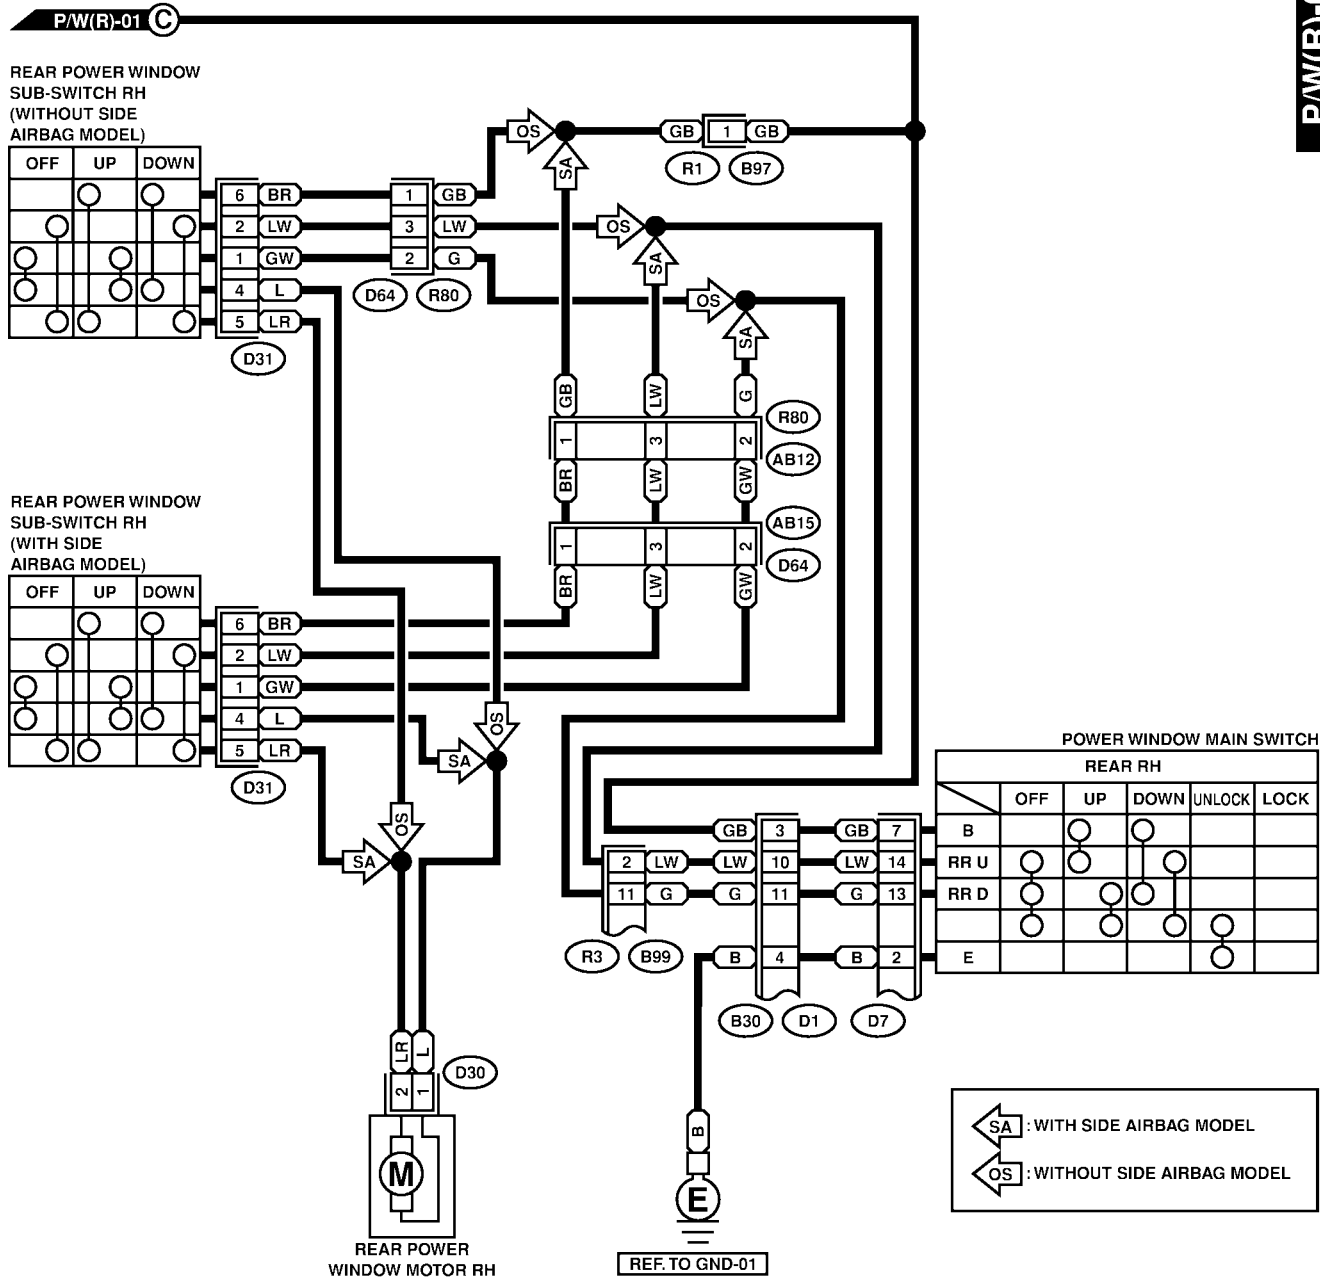 P/W(R)-01 C
P/W(R)-
REAR POWER WINDOW
SUB-SWITCH RH
(WITHOUT SIDE
AIRBAG MODEL)
OFF UP DOWN
6 BR 1 GB
2 LW 3 LW
1 GW 2 G
4 L
5 LR
D31
D64 R80
OS
SA
GB 1 GB
R1 B97
OS
SA
OS
SA
GB LW G
R80
1 3 2
AB12
BR LW GW
AB15
1 3 2
D64
BR LW GW
REAR POWER WINDOW
SUB-SWITCH RH
(WITH SIDE
AIRBAG MODEL)
OFF UP DOWN
6 BR
2 LW
1 GW
4 L
5 LR
D31
OS
SA
OS
SA
POWER WINDOW MAIN SWITCH
REAR RH
OFF UP DOWN UNLOCK LOCK
GB 3 GB 7 B
2 LW LW 10 LW 14 RR U
11 G G 11 G 13 RR D
B 4 B 2 E
R3 B99
B30 D1 D7
LR L
D30
2 1
M
REAR POWER
WINDOW MOTOR RH
B
E
REF. TO GND-01
SA : WITH SIDE AIRBAG MODEL
OS : WITHOUT SIDE AIRBAG MODEL